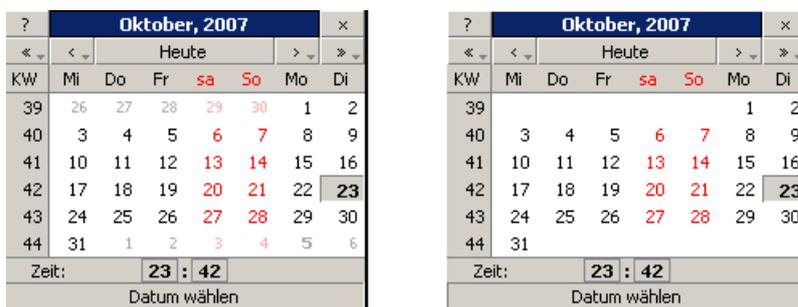 ? Oktober, 2007 ×
« ‹ Heute › »
KW Mi Do Fr sa So Mo Di
39 26 27 28 29 30 1 2
40 3 4 5 6 7 8 9
41 10 11 12 13 14 15 16
42 17 18 19 20 21 22 23
43 24 25 26 27 28 29 30
44 31 1 2 3 4 5 6
Zeit: 23 : 42
Datum wählen
? Oktober, 2007 ×
« ‹ Heute › »
KW Mi Do Fr sa So Mo Di
39 1 2
40 3 4 5 6 7 8 9
41 10 11 12 13 14 15 16
42 17 18 19 20 21 22 23
43 24 25 26 27 28 29 30
44 31
Zeit: 23 : 42
Datum wählen